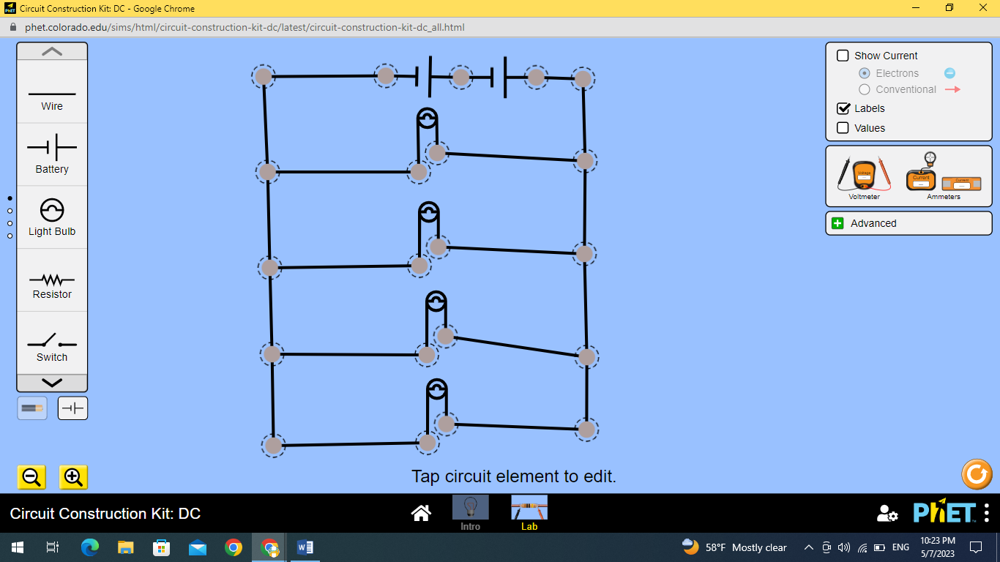 PhET
Circuit Construction Kit: DC - Google Chrome
phet.colorado.edu/sims/html/circuit-construction-kit-dc/latest/circuit-construction-kit-dc_all.html
Wire
Battery
Light Bulb
Resistor
Switch
Show Current
Electrons
Conventional
Labels
Values
Voltage
Current
Current
Voltmeter
Ammeters
Advanced
Tap circuit element to edit.
Circuit Construction Kit: DC
Intro
Lab
PhET
W
58°F Mostly clear
ENG
10:23 PM
5/7/2023